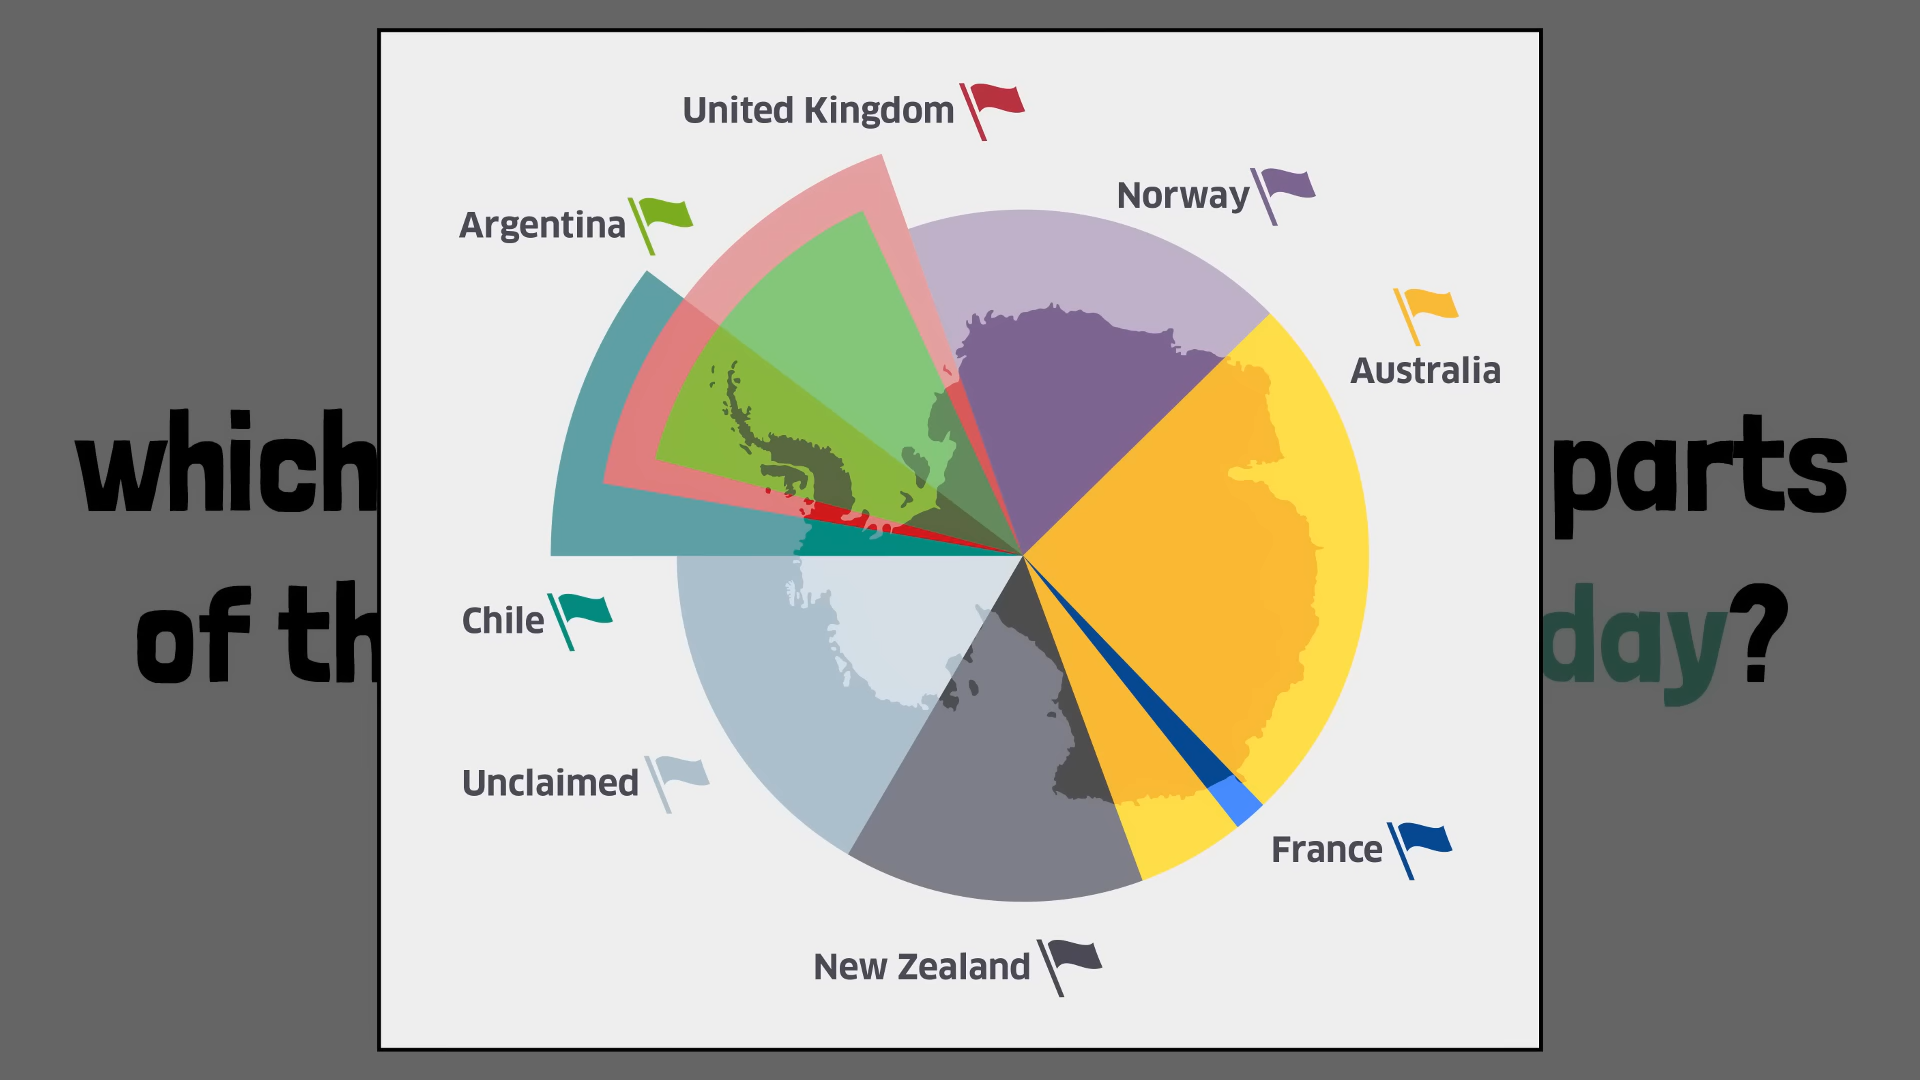 United Kingdom
Norway
Argentina
Australia
which parts
of th day?
Chile
Unclaimed
France
New Zealand